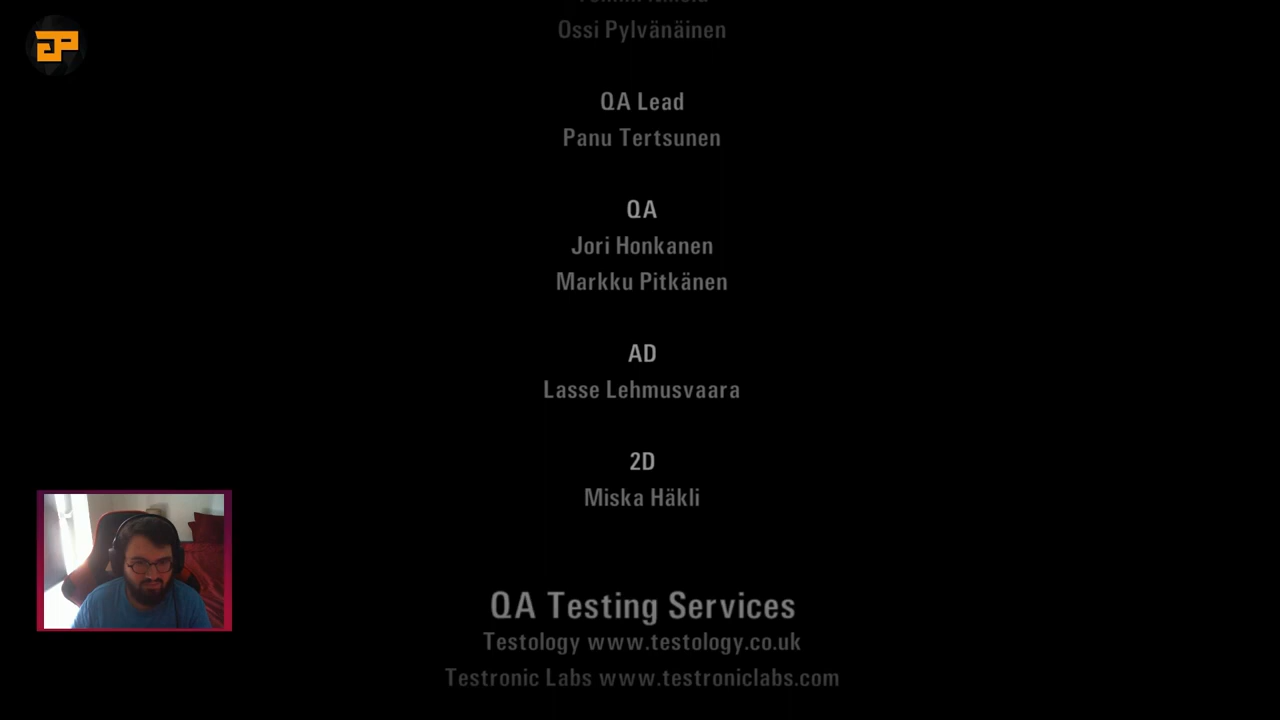 Ossi Pylvänäinen
QA Lead
Panu Tertsunen
QA
Jori Honkanen
Markku Pitkänen
AD
Lasse Lehmusvaara
2D
Miska Häkli
QA Testing Services
Testology www.testology.co.uk
Testronic Labs www.testroniclabs.com